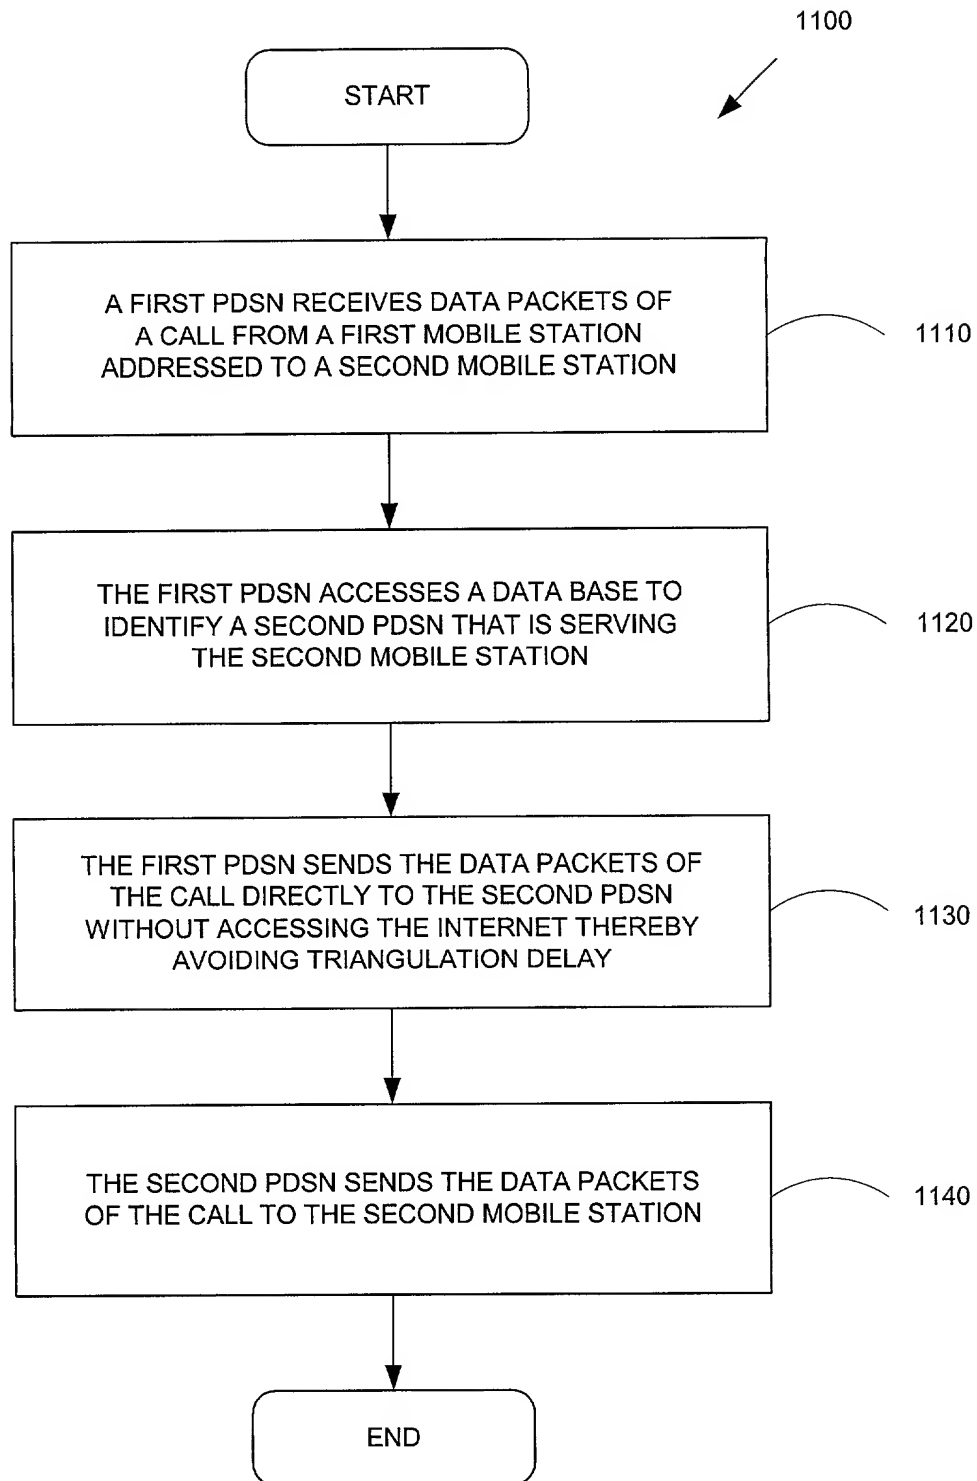 1100
START
A FIRST PDSN RECEIVES DATA PACKETS OF
A CALL FROM A FIRST MOBILE STATION
ADDRESSED TO A SECOND MOBILE STATION
1110
THE FIRST PDSN ACCESSES A DATA BASE TO
IDENTIFY A SECOND PDSN THAT IS SERVING
THE SECOND MOBILE STATION
1120
THE FIRST PDSN SENDS THE DATA PACKETS OF
THE CALL DIRECTLY TO THE SECOND PDSN
WITHOUT ACCESSING THE INTERNET THEREBY
AVOIDING TRIANGULATION DELAY
1130
THE SECOND PDSN SENDS THE DATA PACKETS
OF THE CALL TO THE SECOND MOBILE STATION
1140
END